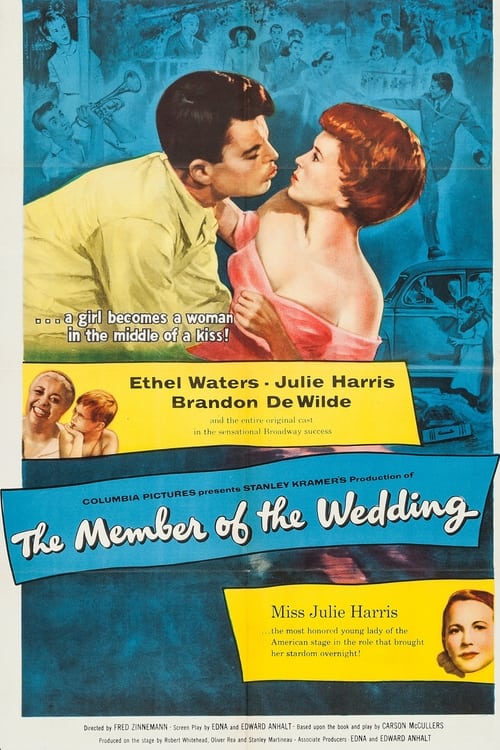 ...a girl becomes a woman
in the middle of a kiss!
Ethel Waters · Julie Harris
Brandon De Wilde
and the entire original cast
in the sensational Broadway success
COLUMBIA PICTURES presents STANLEY KRAMER'S Production of
The Member of the Wedding
Miss Julie Harris
...the most honored young lady of the
American stage in the role that brought
her stardom overnight!
Directed by FRED ZINNEMANN · Screen Play by EDNA and EDWARD ANHALT · Based upon the book and play by CARSON McCULLERS
Produced on the stage by Robert Whitehead, Oliver Rea and Stanley Martineau · Associate Producers · EDNA and EDWARD ANHALT